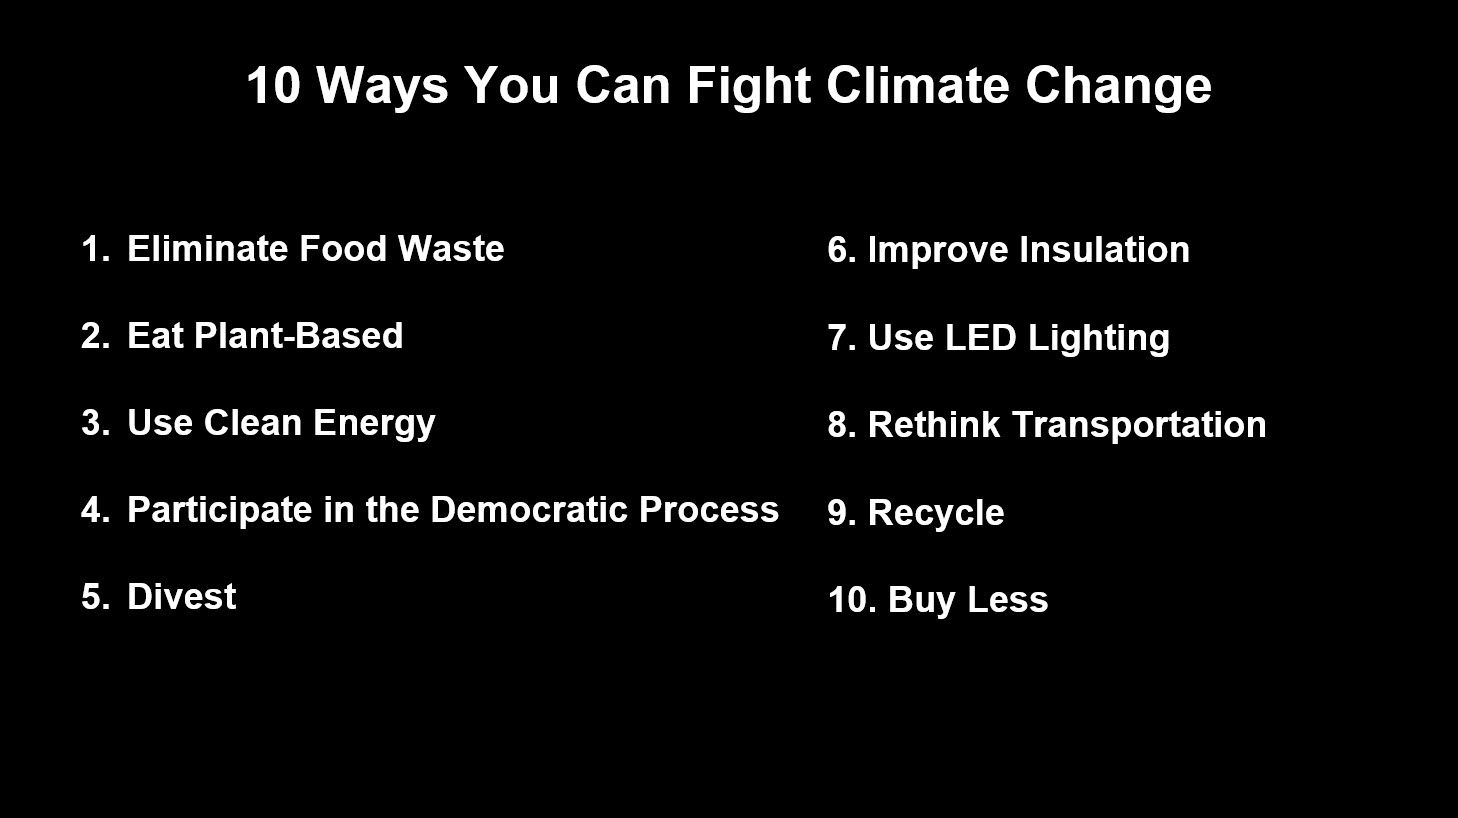 10 Ways You Can Fight Climate Change
1. Eliminate Food Waste
2. Eat Plant-Based
3. Use Clean Energy
4. Participate in the Democratic Process
5. Divest
6. Improve Insulation
7. Use LED Lighting
8. Rethink Transportation
9. Recycle
10. Buy Less